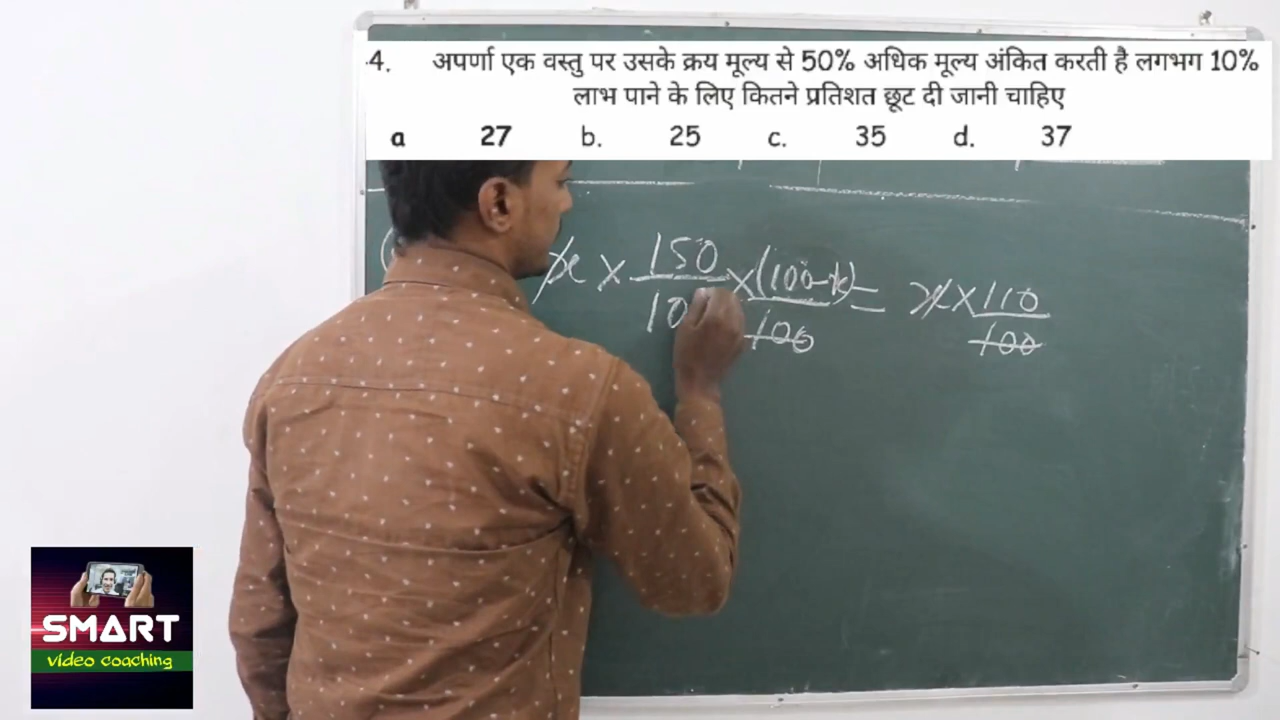 4. अपर्णा एक वस्तु पर उसके क्रय मूल्य से 50% अधिक मूल्य अंकित करती है लगभग 10%
लाभ पाने के लिए कितने प्रतिशत छूट दी जानी चाहिए
a 27 b. 25 c. 35 d. 37
x × 150 × (100-x) = x × 110
10 100 100
SMART
video coaching